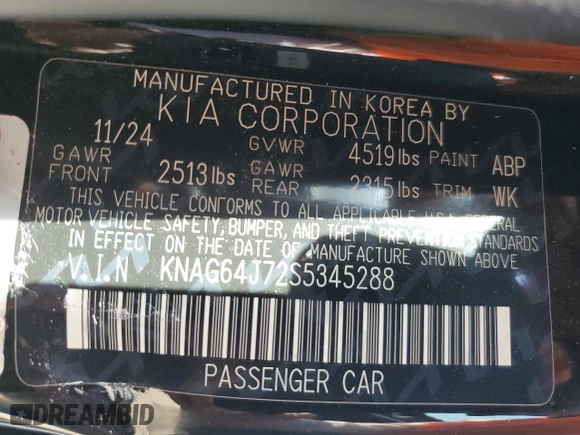 MANUFACTURED IN KOREA BY
KIA CORPORATION
11/24 GVWR 4519 lbs PAINT ABP
GAWR FRONT 2513 lbs GAWR REAR 2315 lbs TRIM WK
THIS VEHICLE CONFORMS TO ALL APPLICABLE U.S.A. FEDERAL
MOTOR VEHICLE SAFETY, BUMPER, AND THEFT PREVENTION STANDARDS
IN EFFECT ON THE DATE OF MANUFACTURE SHOWN ABOVE
V.I.N KNAG64J72S5345288
PASSENGER CAR
DREAMBID